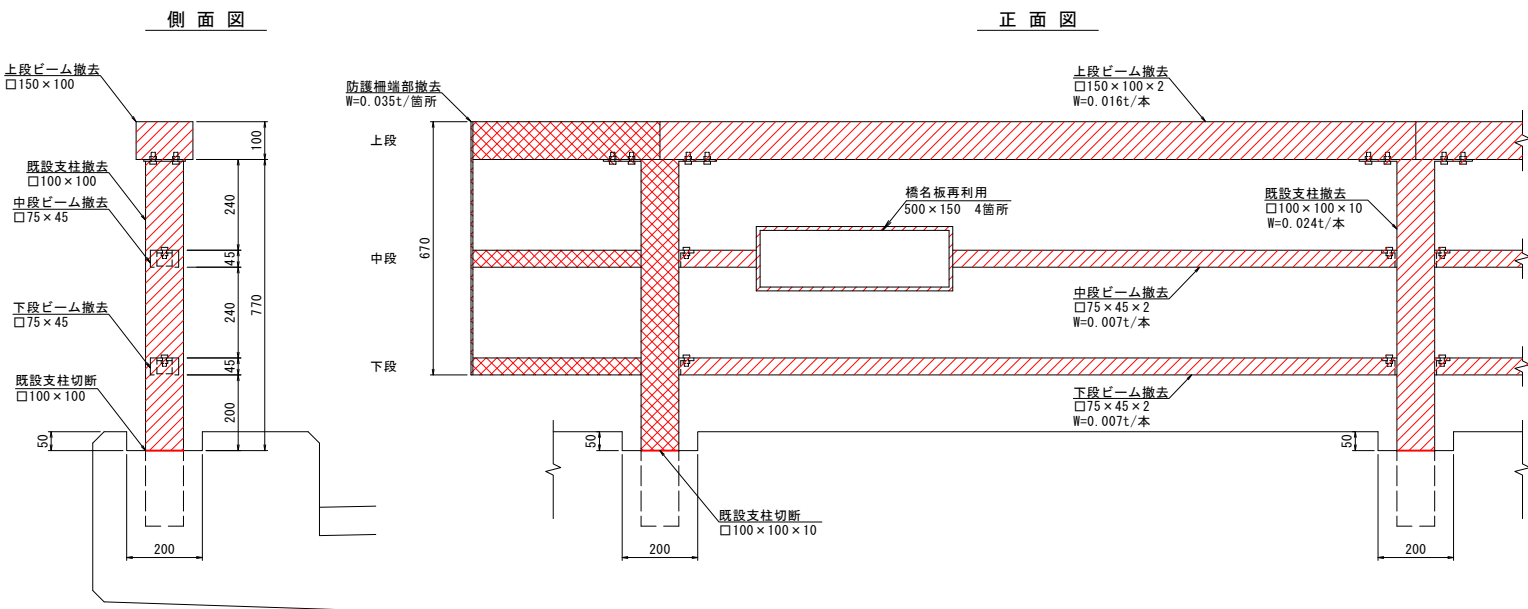 側面図
上段ビーム撤去
□150×100
既設支柱撤去
□100×100
中段ビーム撤去
□75×45
下段ビーム撤去
□75×45
既設支柱切断
□100×100
100
240
45
240
45
200
770
50
200
正面図
防護柵端部撤去
W=0.035t/箇所
上段
中段
下段
670
上段ビーム撤去
□150×100×2
W=0.016t/本
橋名板再利用
500×150 4箇所
既設支柱撤去
□100×100×10
W=0.024t/本
中段ビーム撤去
□75×45×2
W=0.007t/本
下段ビーム撤去
□75×45×2
W=0.007t/本
50
50
既設支柱切断
□100×100×10
200
200